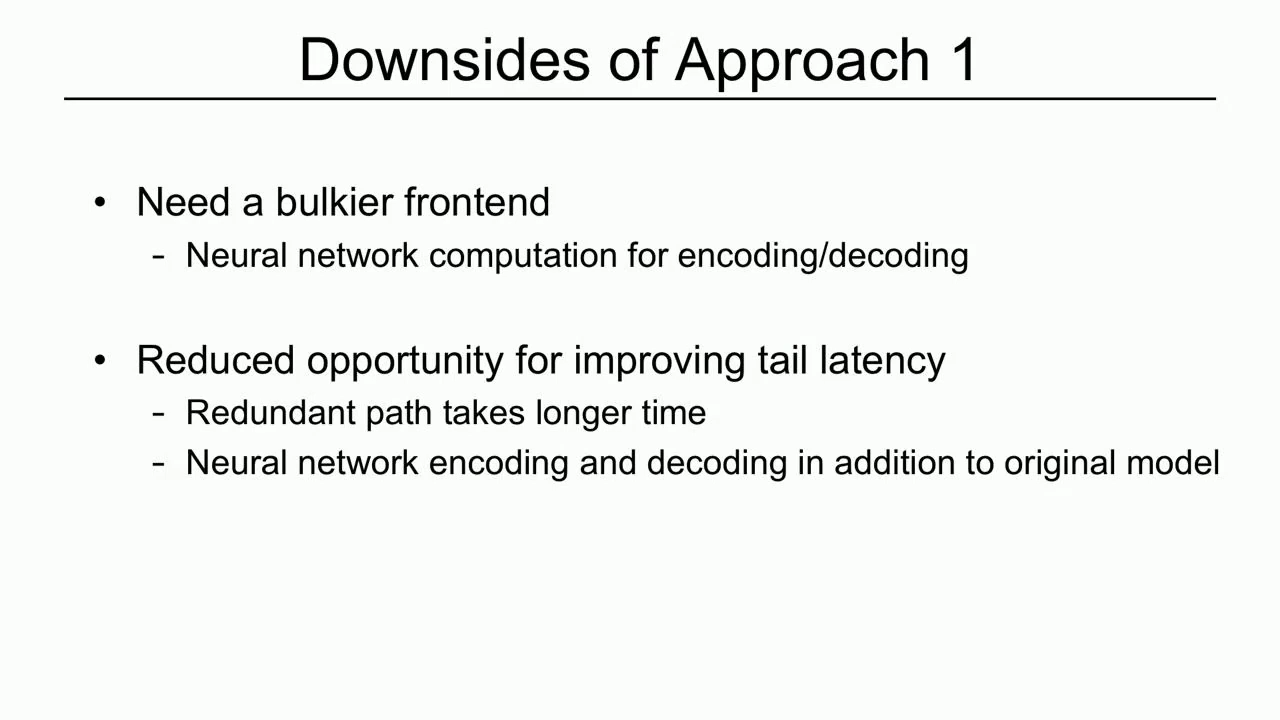 Downsides of Approach 1
• Need a bulkier frontend
- Neural network computation for encoding/decoding
• Reduced opportunity for improving tail latency
- Redundant path takes longer time
- Neural network encoding and decoding in addition to original model